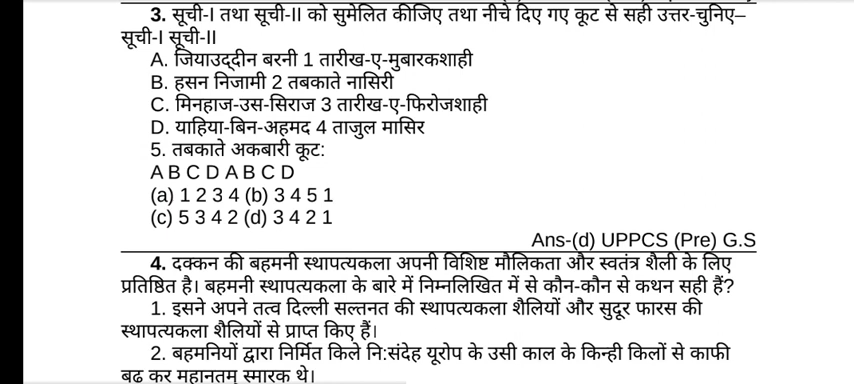 3. सूची-I तथा सूची-II को सुमेलित कीजिए तथा नीचे दिए गए कूट से सही उत्तर-चुनिए–
सूची-I सूची-II
A. जियाउद्दीन बरनी 1 तारीख-ए-मुबारकशाही
B. हसन निजामी 2 तबकाते नासिरी
C. मिनहाज-उस-सिराज 3 तारीख-ए-फिरोजशाही
D. याहिया-बिन-अहमद 4 ताजुल मासिर
5. तबकाते अकबारी कूट:
A B C D A B C D
(a) 1 2 3 4 (b) 3 4 5 1
(c) 5 3 4 2 (d) 3 4 2 1
Ans-(d) UPPCS (Pre) G.S
4. दक्कन की बहमनी स्थापत्यकला अपनी विशिष्ट मौलिकता और स्वतंत्र शैली के लिए
प्रतिष्ठित है। बहमनी स्थापत्यकला के बारे में निम्नलिखित में से कौन-कौन से कथन सही हैं?
1. इसने अपने तत्व दिल्ली सल्तनत की स्थापत्यकला शैलियों और सुदूर फारस की
स्थापत्यकला शैलियों से प्राप्त किए हैं।
2. बहमनियों द्वारा निर्मित किले नि:संदेह यूरोप के उसी काल के किन्ही किलों से काफी
बढ़ कर महानतम् स्मारक थे।